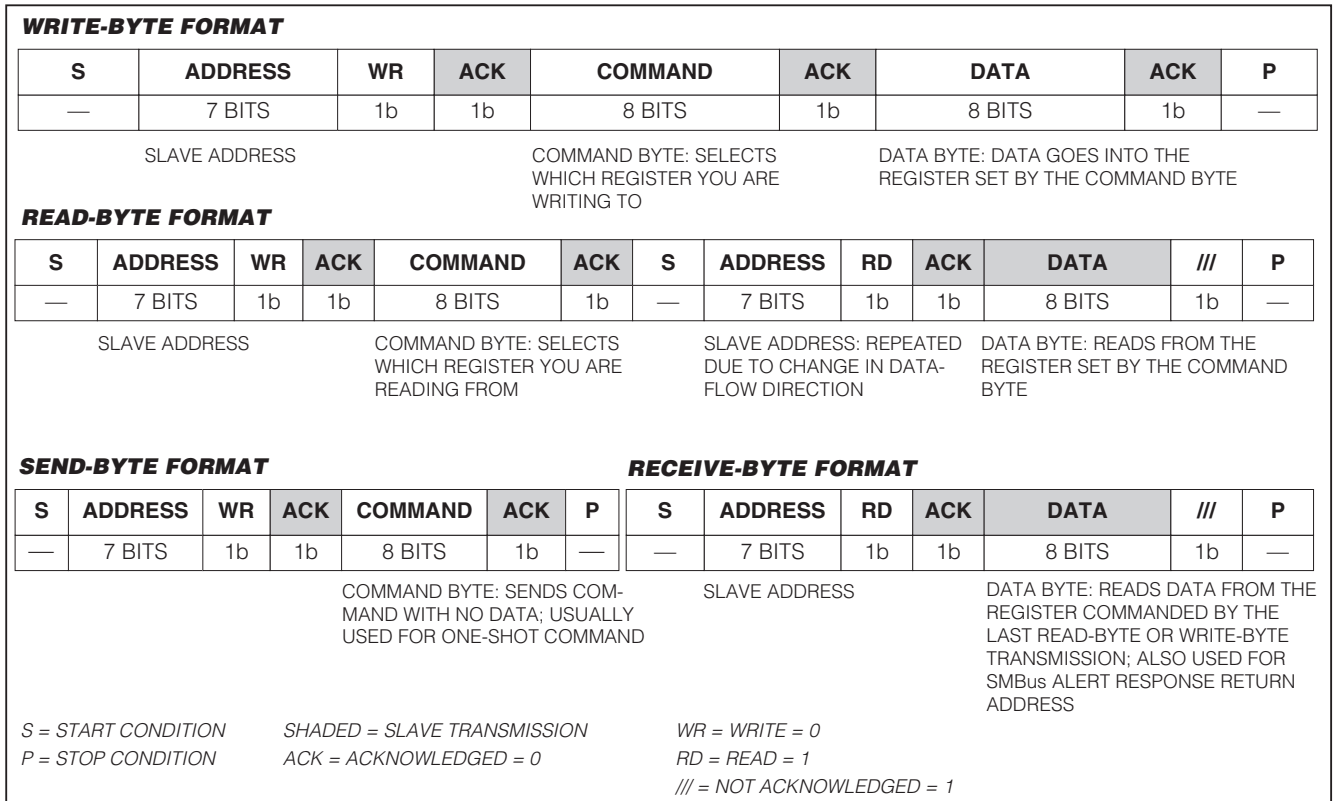 WRITE-BYTE FORMAT
S ADDRESS WR ACK COMMAND ACK DATA ACK P
— 7 BITS 1b 1b 8 BITS 1b 8 BITS 1b —
SLAVE ADDRESS
COMMAND BYTE: SELECTS
WHICH REGISTER YOU ARE
WRITING TO
DATA BYTE: DATA GOES INTO THE
REGISTER SET BY THE COMMAND BYTE
READ-BYTE FORMAT
S ADDRESS WR ACK COMMAND ACK S ADDRESS RD ACK DATA /// P
— 7 BITS 1b 1b 8 BITS 1b — 7 BITS 1b 1b 8 BITS 1b —
SLAVE ADDRESS
COMMAND BYTE: SELECTS
WHICH REGISTER YOU ARE
READING FROM
SLAVE ADDRESS: REPEATED
DUE TO CHANGE IN DATA-
FLOW DIRECTION
DATA BYTE: READS FROM THE
REGISTER SET BY THE COMMAND
BYTE
SEND-BYTE FORMAT
S ADDRESS WR ACK COMMAND ACK P
— 7 BITS 1b 1b 8 BITS 1b —
COMMAND BYTE: SENDS COM-
MAND WITH NO DATA; USUALLY
USED FOR ONE-SHOT COMMAND
RECEIVE-BYTE FORMAT
S ADDRESS RD ACK DATA /// P
— 7 BITS 1b 1b 8 BITS 1b —
SLAVE ADDRESS
DATA BYTE: READS DATA FROM THE
REGISTER COMMANDED BY THE
LAST READ-BYTE OR WRITE-BYTE
TRANSMISSION; ALSO USED FOR
SMBus ALERT RESPONSE RETURN
ADDRESS
S = START CONDITION SHADED = SLAVE TRANSMISSION WR = WRITE = 0
P = STOP CONDITION ACK = ACKNOWLEDGED = 0 RD = READ = 1
/// = NOT ACKNOWLEDGED = 1